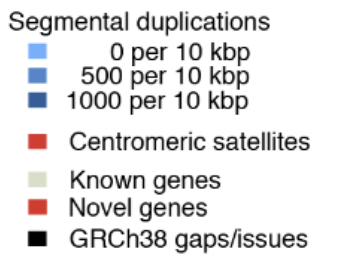 Segmental duplications
0 per 10 kbp
500 per 10 kbp
1000 per 10 kbp
Centromeric satellites
Known genes
Novel genes
GRCh38 gaps/issues